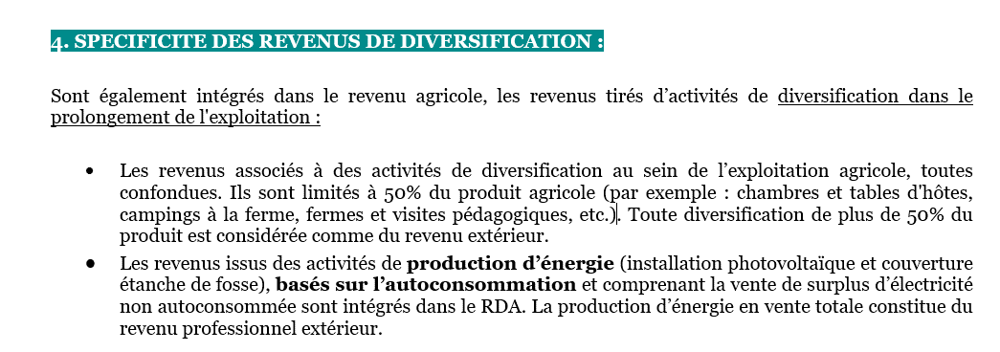 4. SPECIFICITE DES REVENUS DE DIVERSIFICATION :
Sont également intégrés dans le revenu agricole, les revenus tirés d’activités de diversification dans le
prolongement de l'exploitation :
• Les revenus associés à des activités de diversification au sein de l’exploitation agricole, toutes
confondues. Ils sont limités à 50% du produit agricole (par exemple : chambres et tables d'hôtes,
campings à la ferme, fermes et visites pédagogiques, etc.). Toute diversification de plus de 50% du
produit est considérée comme du revenu extérieur.
• Les revenus issus des activités de production d’énergie (installation photovoltaïque et couverture
étanche de fosse), basés sur l’autoconsommation et comprenant la vente de surplus d’électricité
non autoconsommée sont intégrés dans le RDA. La production d’énergie en vente totale constitue du
revenu professionnel extérieur.